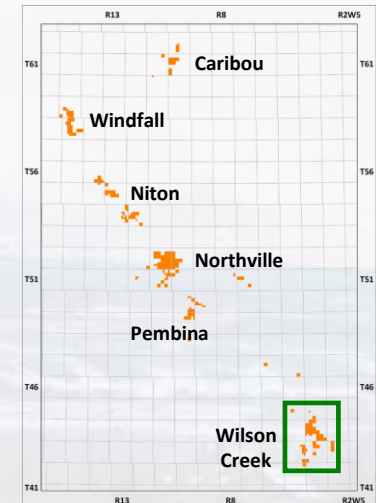 R13 R8 R2W5
T61 T61
Caribou
Windfall
T56 T56
Niton
Northville
T51 T51
Pembina
T46 T46
Wilson
Creek
T41 T41
R13 R8 R2W5